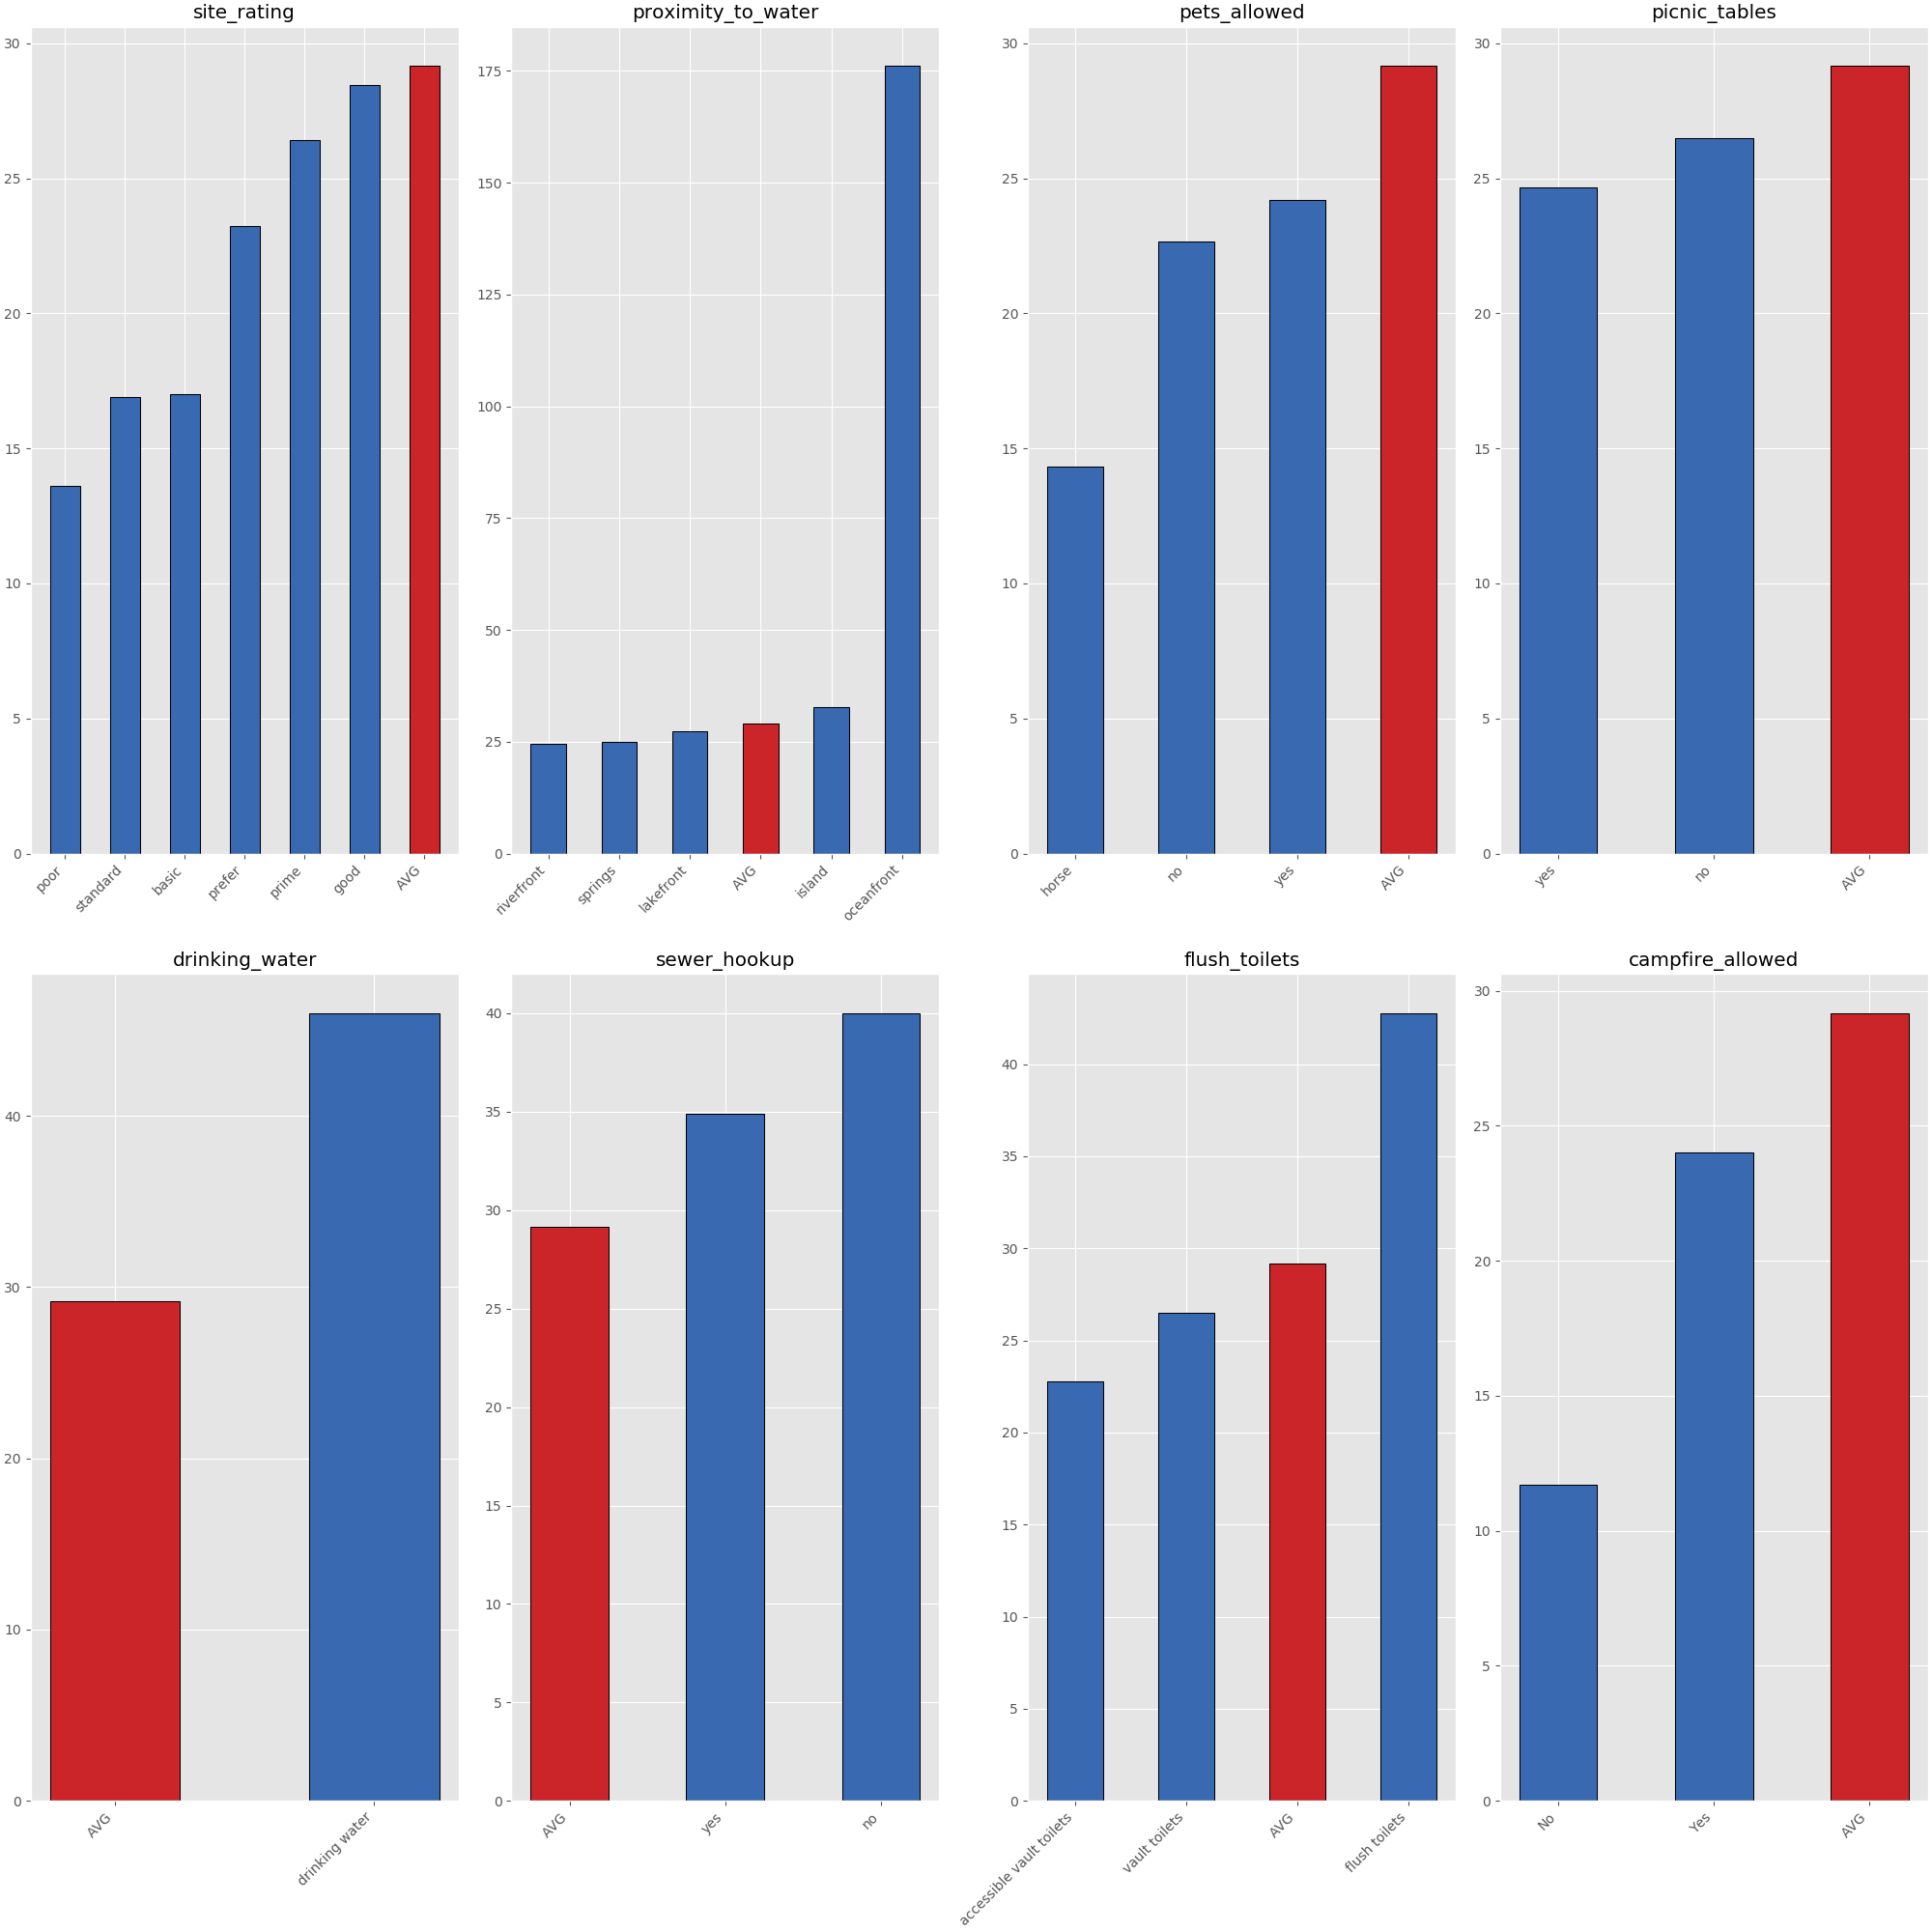 site_rating
30
25
20
15
10
5
0
poor
standard
basic
prefer
prime
good
AVG
proximity_to_water
175
150
125
100
75
50
25
0
riverfront
springs
lakefront
AVG
island
oceanfront
pets_allowed
30
25
20
15
10
5
0
horse
no
yes
AVG
picnic_tables
30
25
20
15
10
5
0
yes
no
AVG
drinking_water
40
30
20
10
0
AVG
drinking water
sewer_hookup
40
35
30
25
20
15
10
5
0
AVG
yes
no
flush_toilets
40
35
30
25
20
15
10
5
0
accessible vault toilets
vault toilets
AVG
flush toilets
campfire_allowed
30
25
20
15
10
5
0
No
Yes
AVG